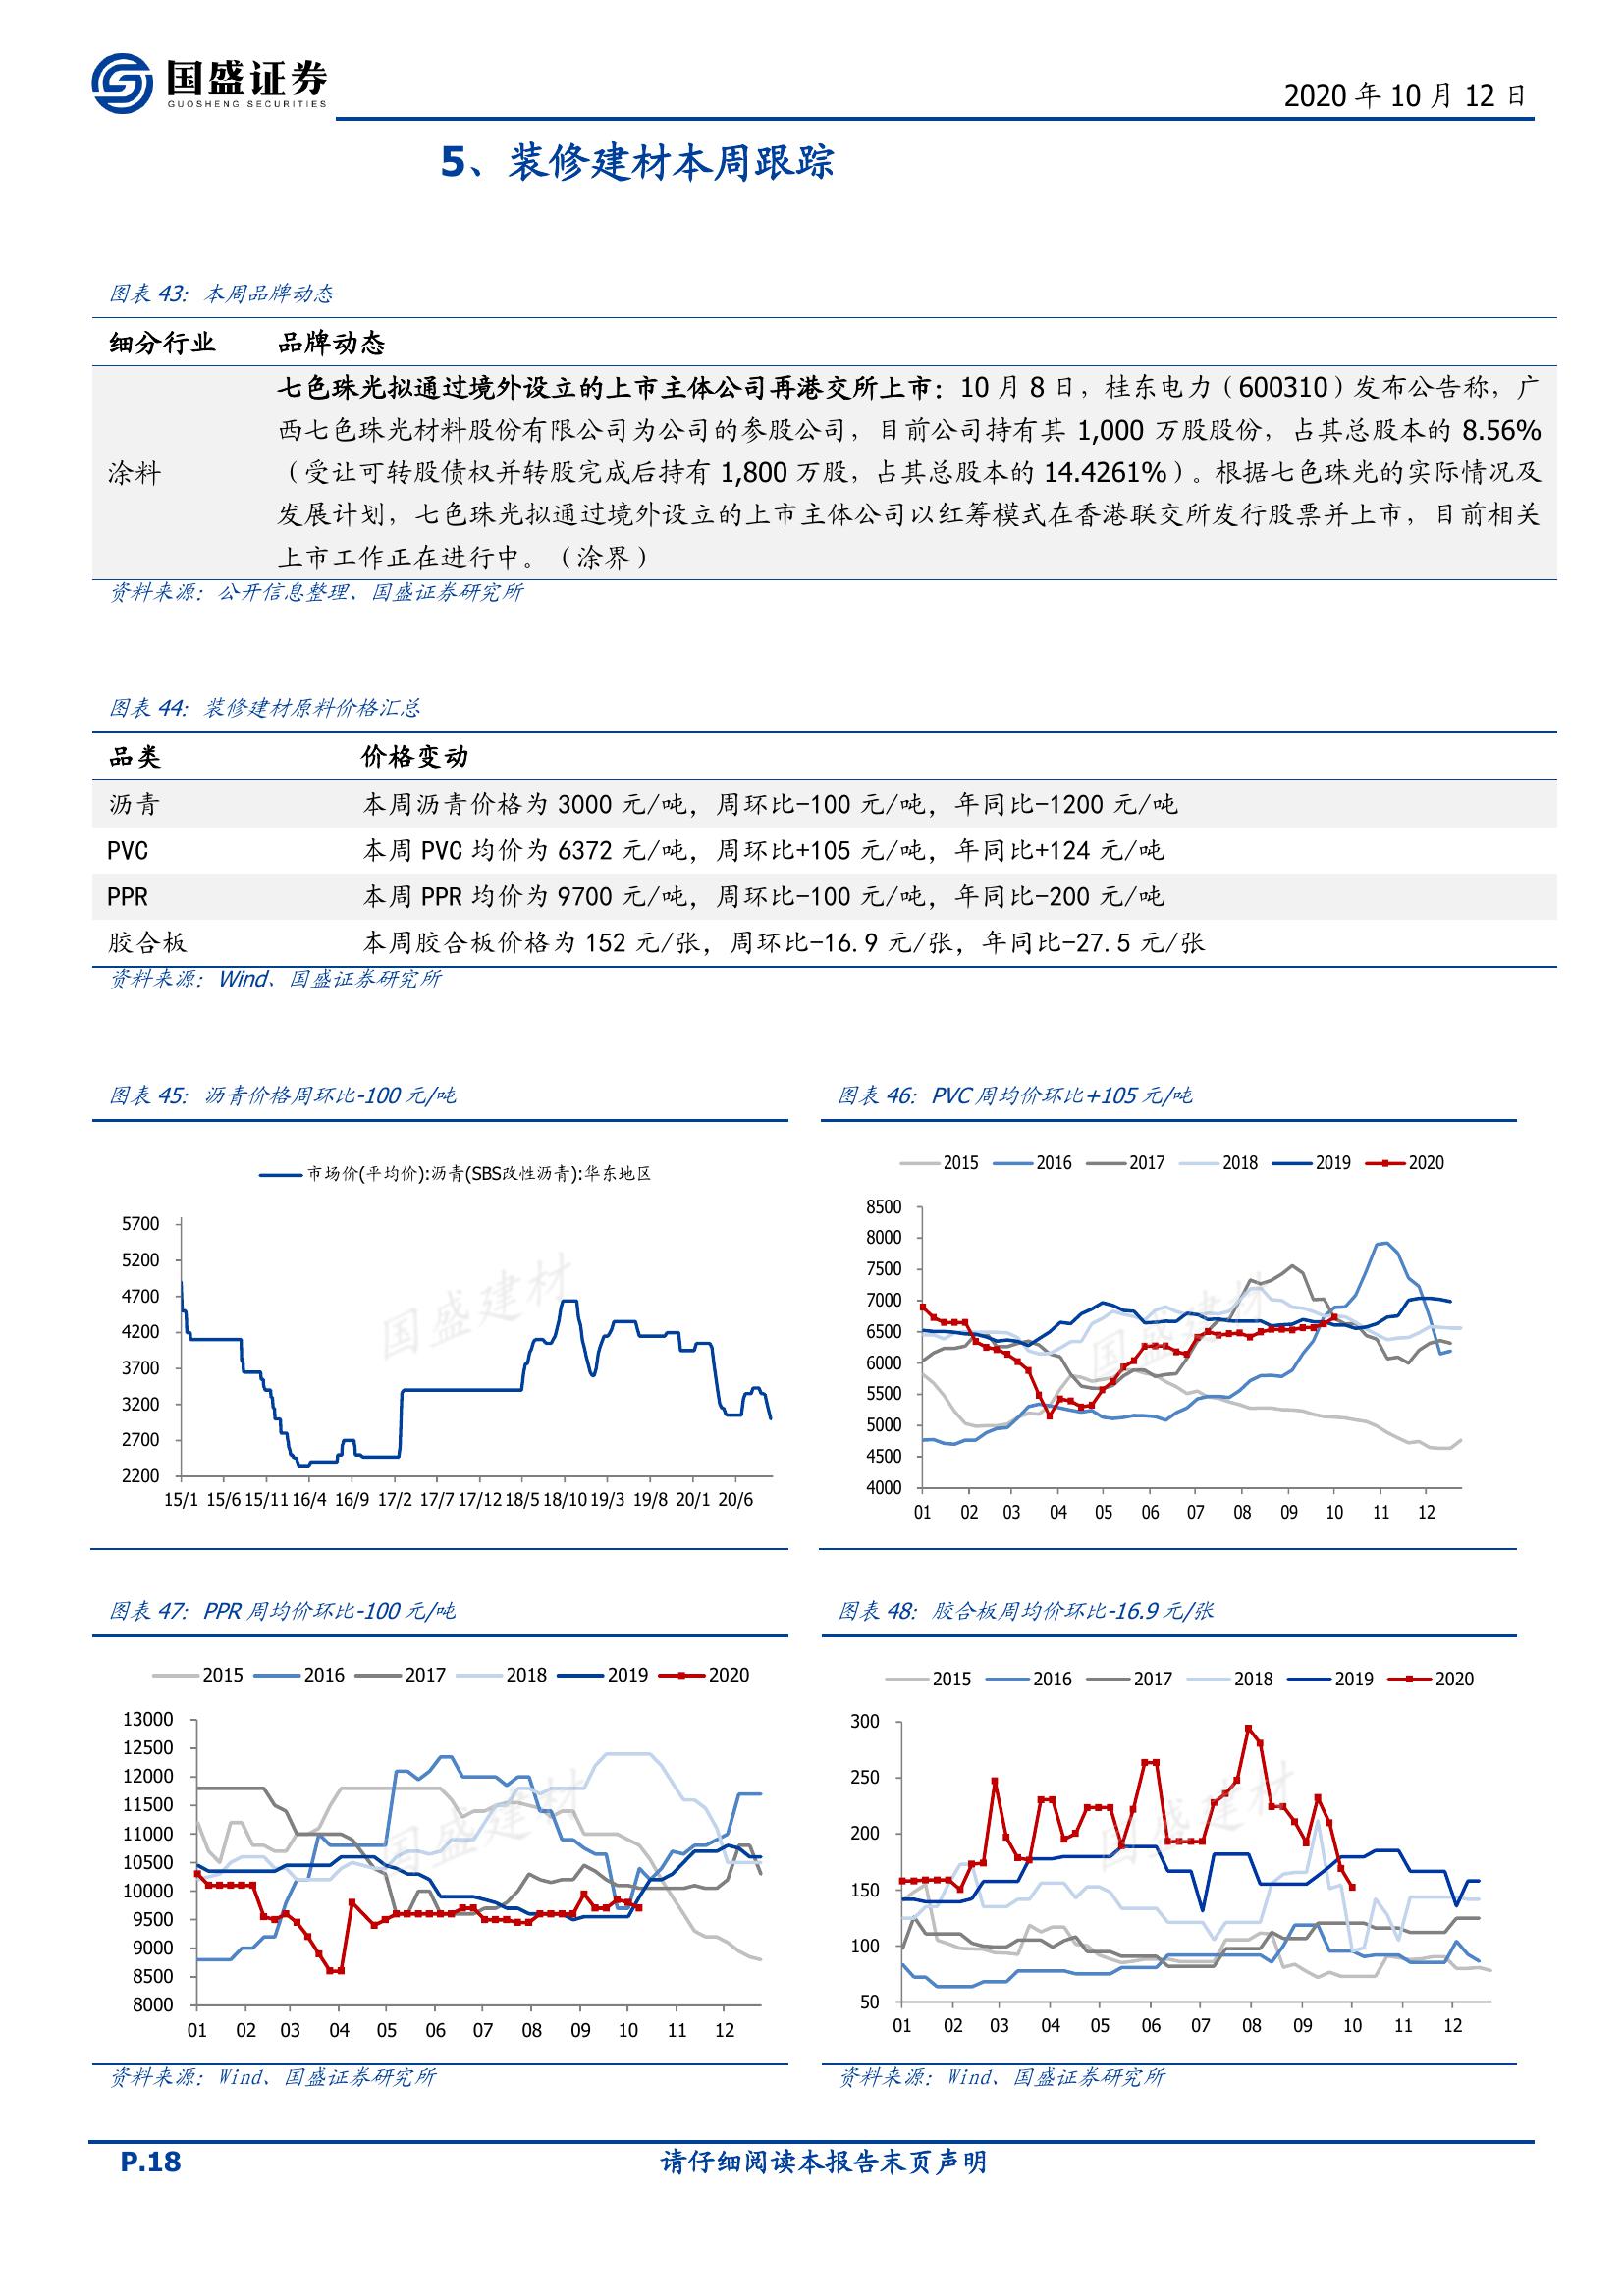 国盛证券
GUOSHENG SECURITIES
2020 年 10 月 12 日
5、装修建材本周跟踪
图表 43：本周品牌动态
细分行业 品牌动态
七色珠光拟通过境外设立的上市主体公司再港交所上市：10 月 8 日，桂东电力（600310）发布公告称，广
西七色珠光材料股份有限公司为公司的参股公司，目前公司持有其 1,000 万股股份，占其总股本的 8.56%
涂料 （受让可转股债权并转股完成后持有 1,800 万股，占其总股本的 14.4261%）。根据七色珠光的实际情况及
发展计划，七色珠光拟通过境外设立的上市主体公司以红筹模式在香港联交所发行股票并上市，目前相关
上市工作正在进行中。（涂界）
资料来源：公开信息整理、国盛证券研究所
图表 44：装修建材原料价格汇总
品类 价格变动
沥青 本周沥青价格为 3000 元/吨，周环比-100 元/吨，年同比-1200 元/吨
PVC 本周 PVC 均价为 6372 元/吨，周环比+105 元/吨，年同比+124 元/吨
PPR 本周 PPR 均价为 9700 元/吨，周环比-100 元/吨，年同比-200 元/吨
胶合板 本周胶合板价格为 152 元/张，周环比-16.9 元/张，年同比-27.5 元/张
资料来源：Wind、国盛证券研究所
图表 45：沥青价格周环比-100 元/吨
市场价(平均价):沥青(SBS改性沥青):华东地区
5700
5200
4700
4200
3700
3200
2700
2200
15/1 15/6 15/11 16/4 16/9 17/2 17/7 17/12 18/5 18/10 19/3 19/8 20/1 20/6
国盛建材
图表 46：PVC 周均价环比+105 元/吨
2015 2016 2017 2018 2019 2020
8500
8000
7500
7000
6500
6000
5500
5000
4500
4000
01 02 03 04 05 06 07 08 09 10 11 12
国盛建材
图表 47：PPR 周均价环比-100 元/吨
2015 2016 2017 2018 2019 2020
13000
12500
12000
11500
11000
10500
10000
9500
9000
8500
8000
01 02 03 04 05 06 07 08 09 10 11 12
国盛建材
资料来源：Wind、国盛证券研究所
图表 48：胶合板周均价环比-16.9 元/张
2015 2016 2017 2018 2019 2020
300
250
200
150
100
50
01 02 03 04 05 06 07 08 09 10 11 12
国盛建材
资料来源：Wind、国盛证券研究所
P.18 请仔细阅读本报告末页声明